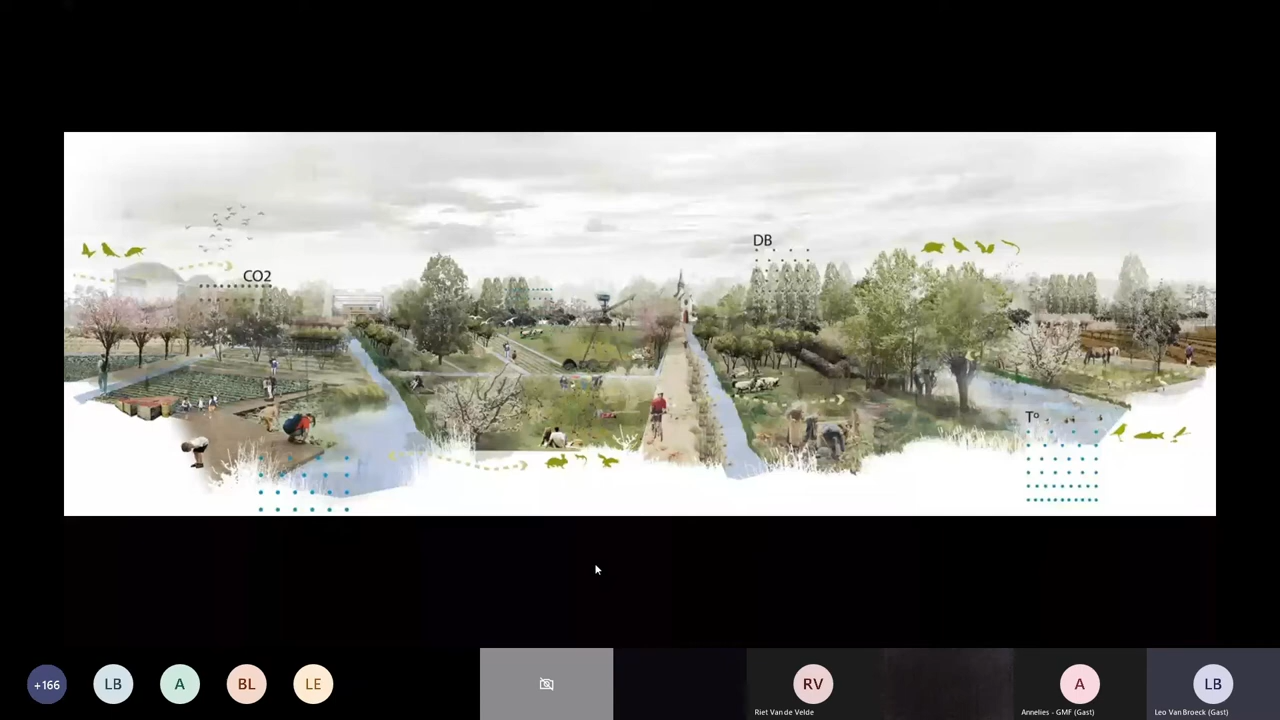 DB
CO2
T°
+166
LB
A
BL
LE
RV
A
LB
Riet Van de Velde
Annelies - GMF (Gast)
Leo Van Broeck (Gast)